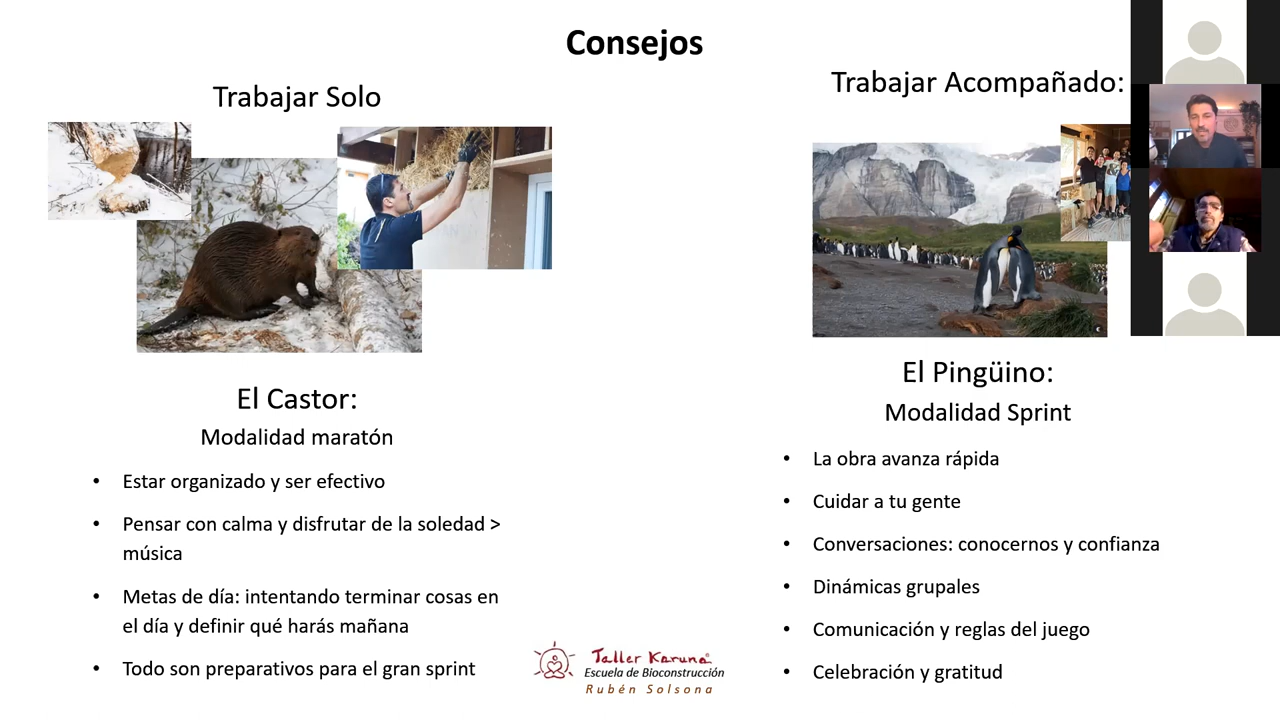 Consejos
Trabajar Solo
El Castor:
Modalidad maratón
• Estar organizado y ser efectivo
• Pensar con calma y disfrutar de la soledad >
música
• Metas de día: intentando terminar cosas en
el día y definir qué harás mañana
• Todo son preparativos para el gran sprint
Trabajar Acompañado:
El Pingüino:
Modalidad Sprint
• La obra avanza rápida
• Cuidar a tu gente
• Conversaciones: conocernos y confianza
• Dinámicas grupales
• Comunicación y reglas del juego
• Celebración y gratitud
Taller Karuna
Escuela de Bioconstrucción
Rubén Solsona